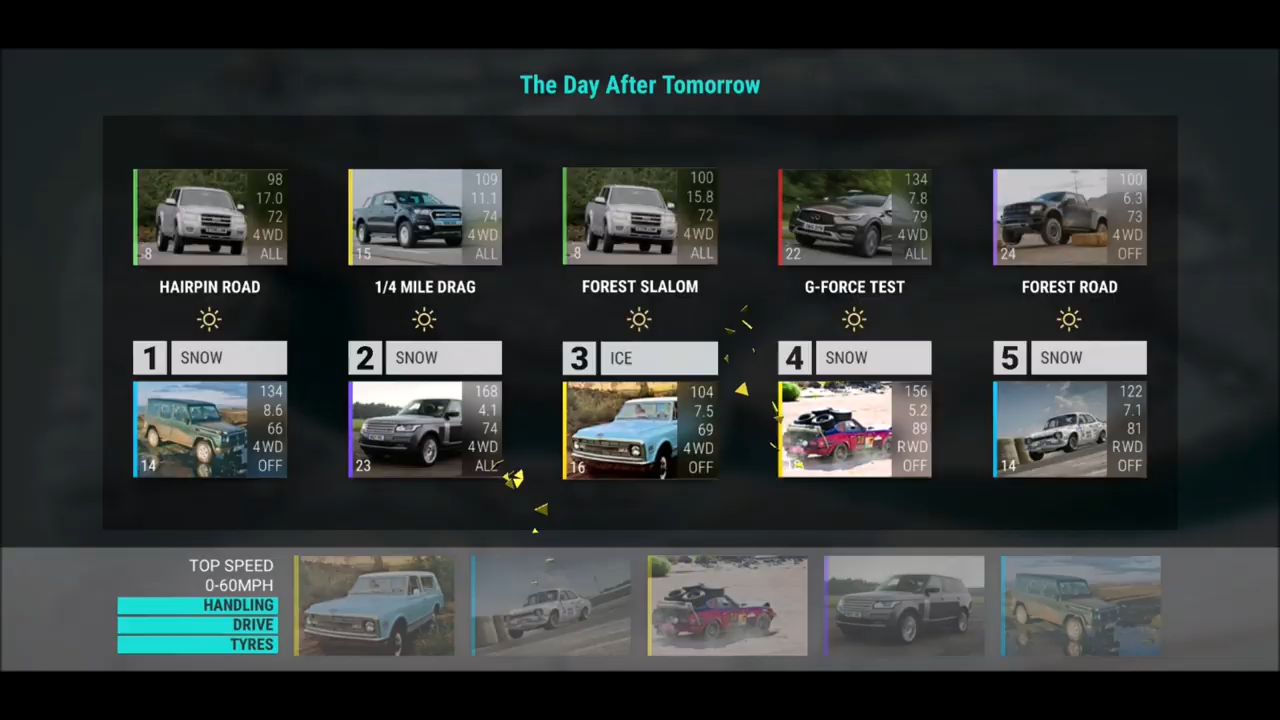 The Day After Tomorrow
98
17.0
72
4WD
ALL
8
109
11.1
74
4WD
ALL
15
100
15.8
72
4WD
ALL
8
134
7.8
79
4WD
ALL
22
100
6.3
73
4WD
OFF
24
HAIRPIN ROAD
1/4 MILE DRAG
FOREST SLALOM
G-FORCE TEST
FOREST ROAD
1 SNOW
2 SNOW
3 ICE
4 SNOW
5 SNOW
134
8.6
66
4WD
OFF
14
168
4.1
74
4WD
ALL
23
104
7.5
69
4WD
OFF
16
156
5.2
89
RWD
OFF
122
7.1
81
RWD
OFF
14
TOP SPEED
0-60MPH
HANDLING
DRIVE
TYRES